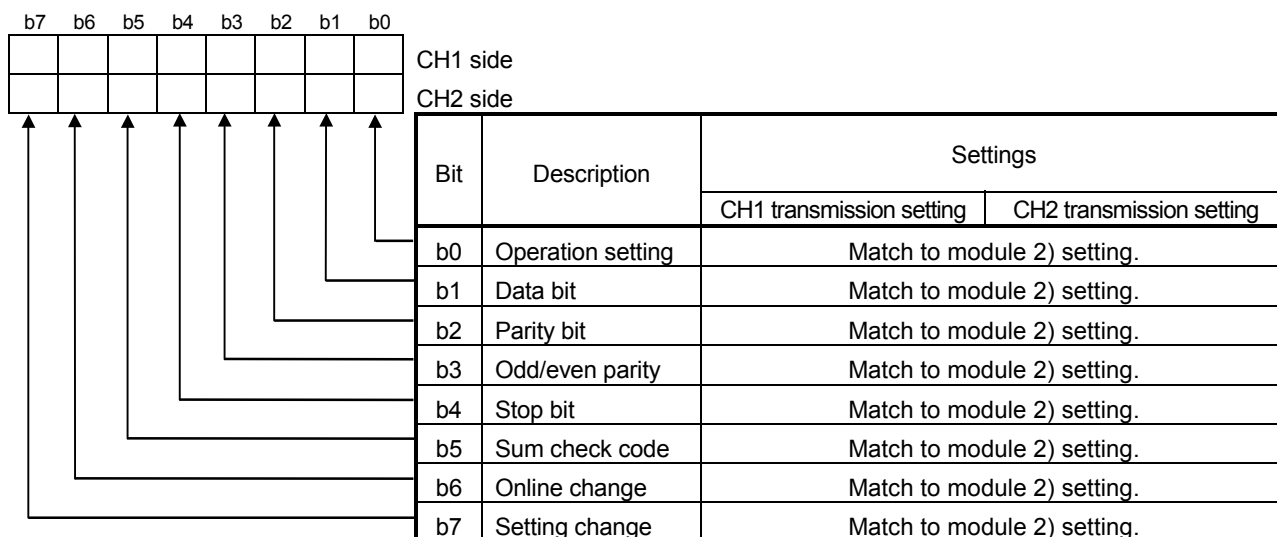 b7 b6 b5 b4 b3 b2 b1 b0
CH1 side
CH2 side
Bit Description Settings
CH1 transmission setting CH2 transmission setting
b0 Operation setting Match to module 2) setting.
b1 Data bit Match to module 2) setting.
b2 Parity bit Match to module 2) setting.
b3 Odd/even parity Match to module 2) setting.
b4 Stop bit Match to module 2) setting.
b5 Sum check code Match to module 2) setting.
b6 Online change Match to module 2) setting.
b7 Setting change Match to module 2) setting.